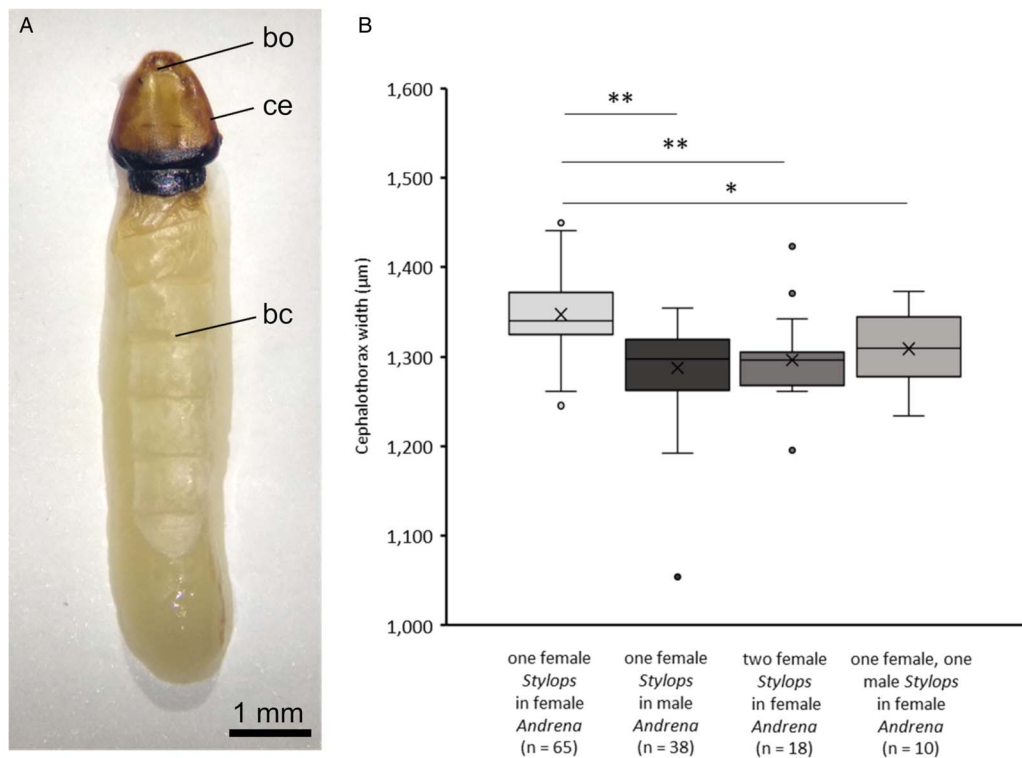 A
bo
ce
bc
1 mm
B
Cephalothorax width (µm)
1,600
1,500
1,400
1,300
1,200
1,100
1,000
**
**
*
one female
Stylops
in female
Andrena
(n = 65)
one female
Stylops
in male
Andrena
(n = 38)
two female
Stylops
in female
Andrena
(n = 18)
one female, one
male Stylops
in female
Andrena
(n = 10)